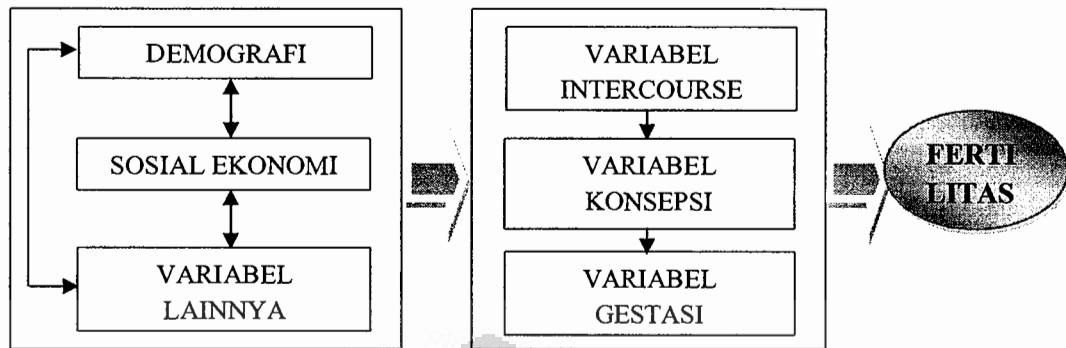 DEMOGRAFI
SOSIAL EKONOMI
VARIABEL
LAINNYA
VARIABEL
INTERCOURSE
VARIABEL
KONSEPSI
VARIABEL
GESTASI
FERTI
LITAS